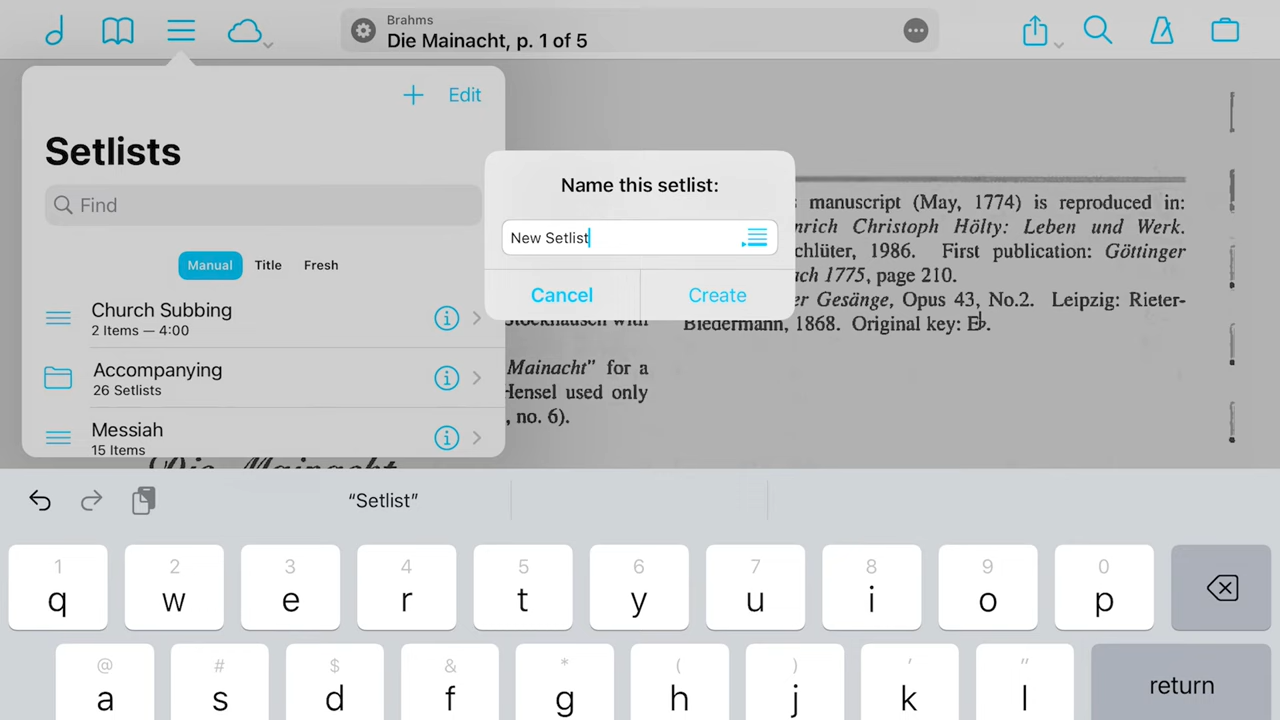 Brahms
Die Mainacht, p. 1 of 5
Edit
Setlists
Find
Manual Title Fresh
Church Subbing
2 Items — 4:00
Accompanying
26 Setlists
Messiah
15 Items
Name this setlist:
New Setlist
Cancel Create
manuscript (May, 1774) is reproduced in:
nrich Christoph Hölty: Leben und Werk.
chlüter, 1986. First publication: Göttinger
ach 1775, page 210.
er Gesänge, Opus 43, No.2. Leipzig: Rieter-
Biedermann, 1868. Original key: E♭.
Stockhausen with
Mainacht" for a
Hensel used only
, no. 6).
Die Mainacht
“Setlist”
1 2 3 4 5 6 7 8 9 0
q w e r t y u i o p
@ # $ & * ( ) ' "
a s d f g h j k l return